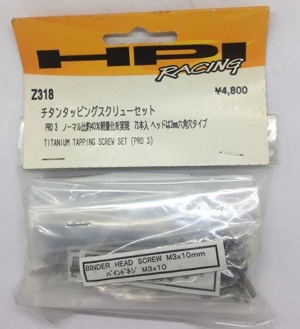 HPI
RACING
Z318 ¥4,800
チタンタッピングスクリューセット
PRO 3 ノーマル比約40%軽量化を実現 71本入 ヘッドは2mm六角穴タイプ
TITANIUM TAPPING SCREW SET (PRO 3)
BINDER HEAD SCREW M3x10mm
バインドネジ M3x10